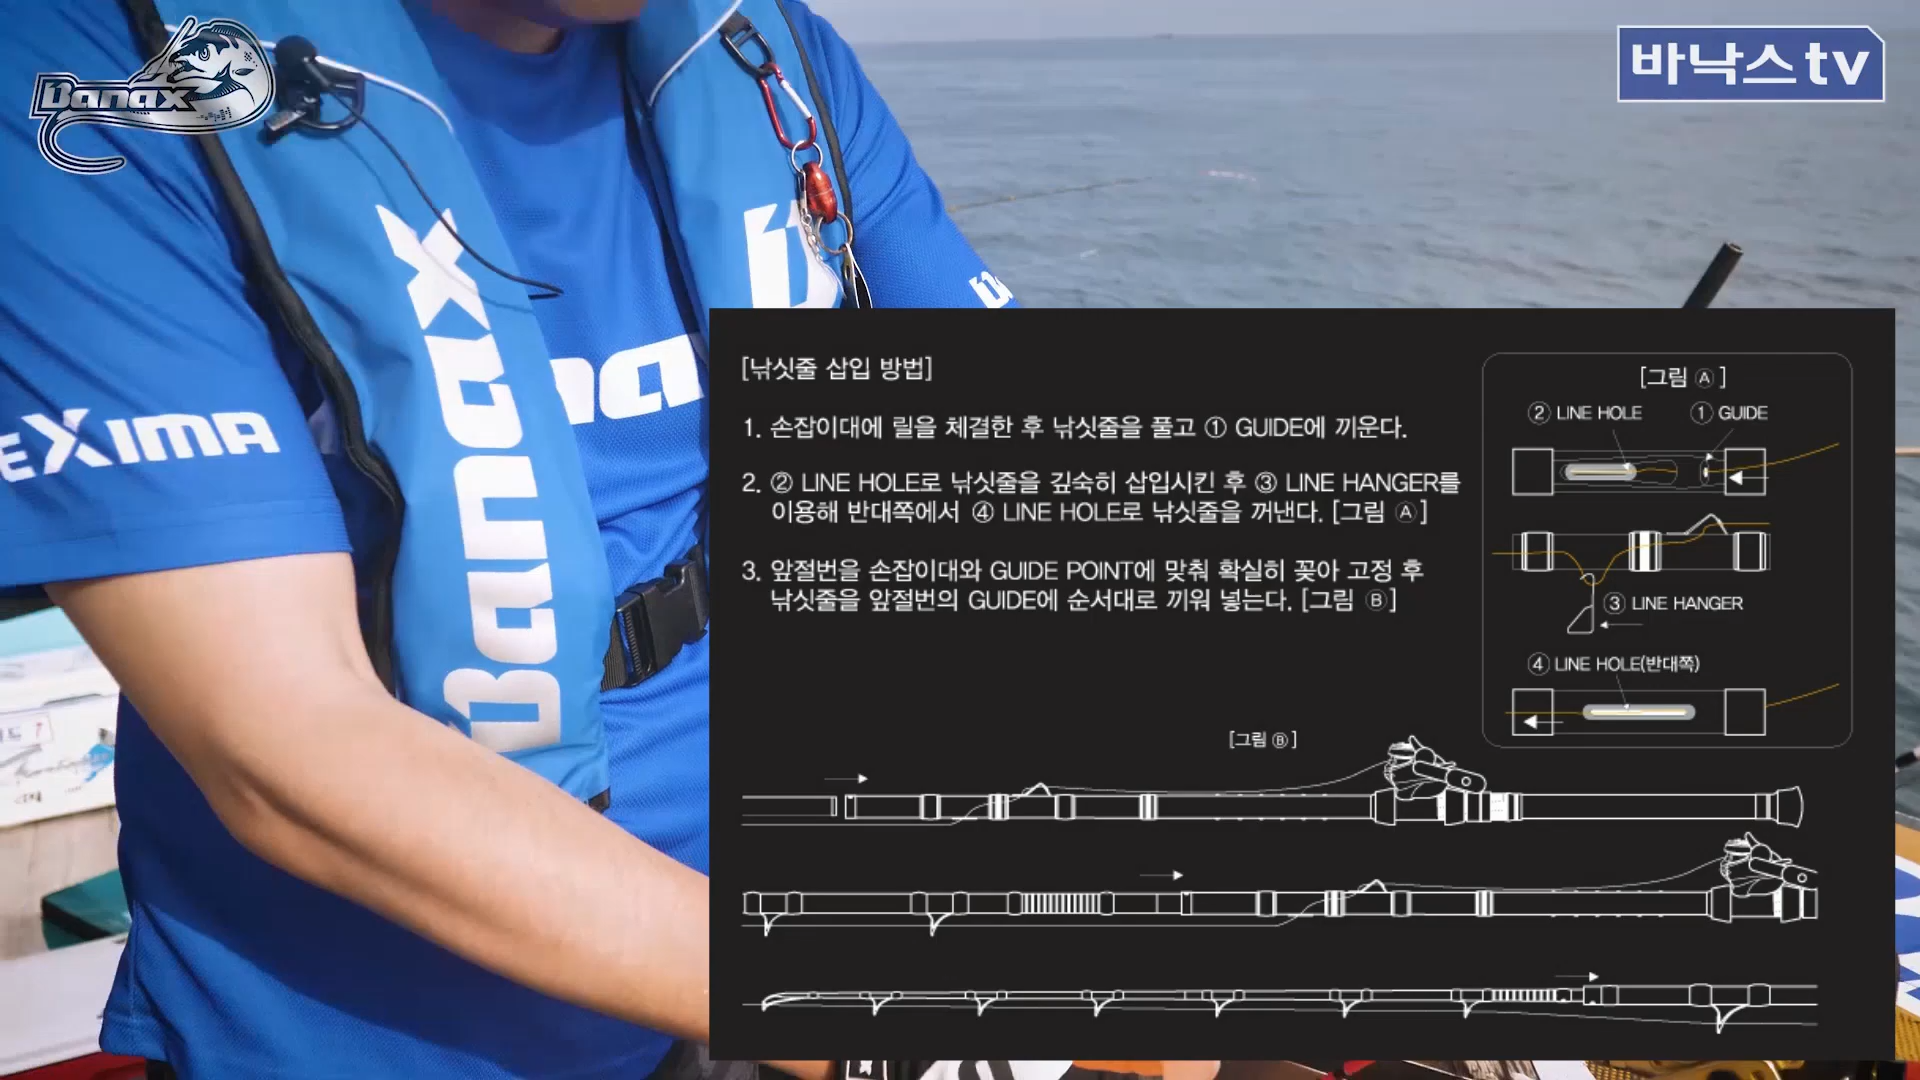 Banax
바낙스tv
Banax
Bana
EXIMA
[낚싯줄 삽입 방법]
1. 손잡이대에 릴을 체결한 후 낚싯줄을 풀고 ① GUIDE에 끼운다.
2. ② LINE HOLE로 낚싯줄을 깊숙히 삽입시킨 후 ③ LINE HANGER를
이용해 반대쪽에서 ④ LINE HOLE로 낚싯줄을 꺼낸다. [그림 Ⓐ]
3. 앞절번을 손잡이대와 GUIDE POINT에 맞춰 확실히 꽂아 고정 후
낚싯줄을 앞절번의 GUIDE에 순서대로 끼워 넣는다. [그림 Ⓑ]
[그림 Ⓐ]
② LINE HOLE ① GUIDE
③ LINE HANGER
④ LINE HOLE(반대쪽)
[그림 Ⓑ]